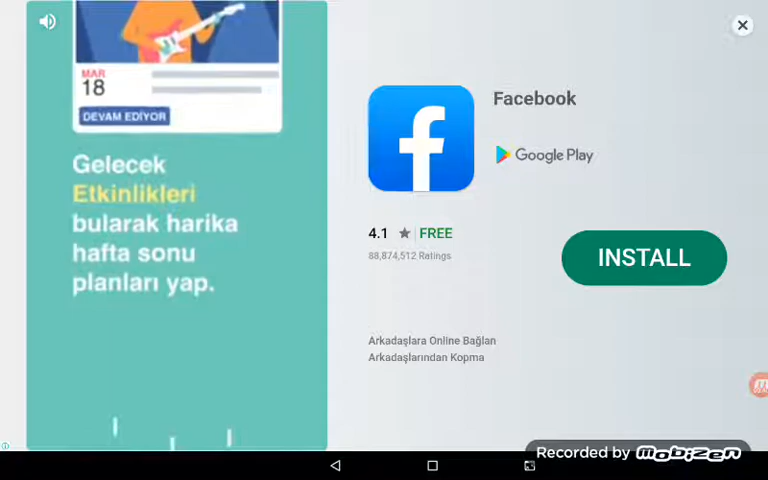 MAR
18
DEVAM EDİYOR
Gelecek
Etkinlikleri
bularak harika
hafta sonu
planları yap.
Facebook
Google Play
4.1 ★ | FREE
88,874,512 Ratings
INSTALL
Arkadaşlara Online Bağlan
Arkadaşlarından Kopma
Recorded by mobizen